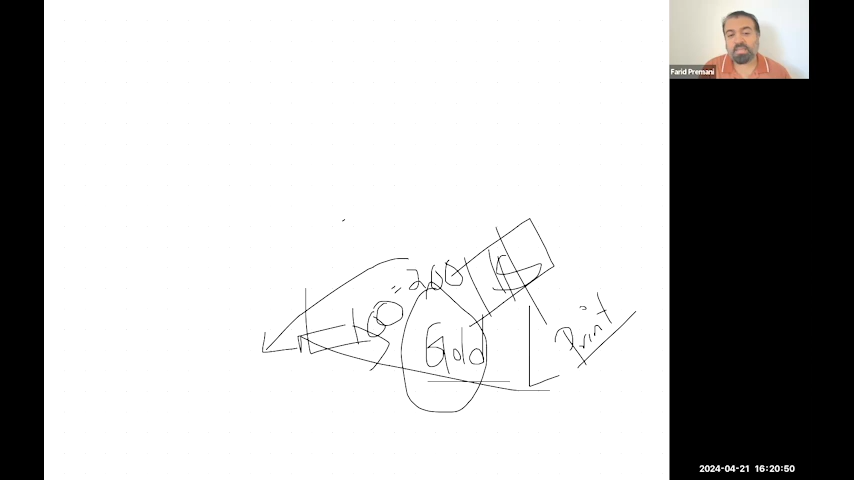 Farid Premani
100 = 200
$
Gold
Print
2024-04-21 16:20:50